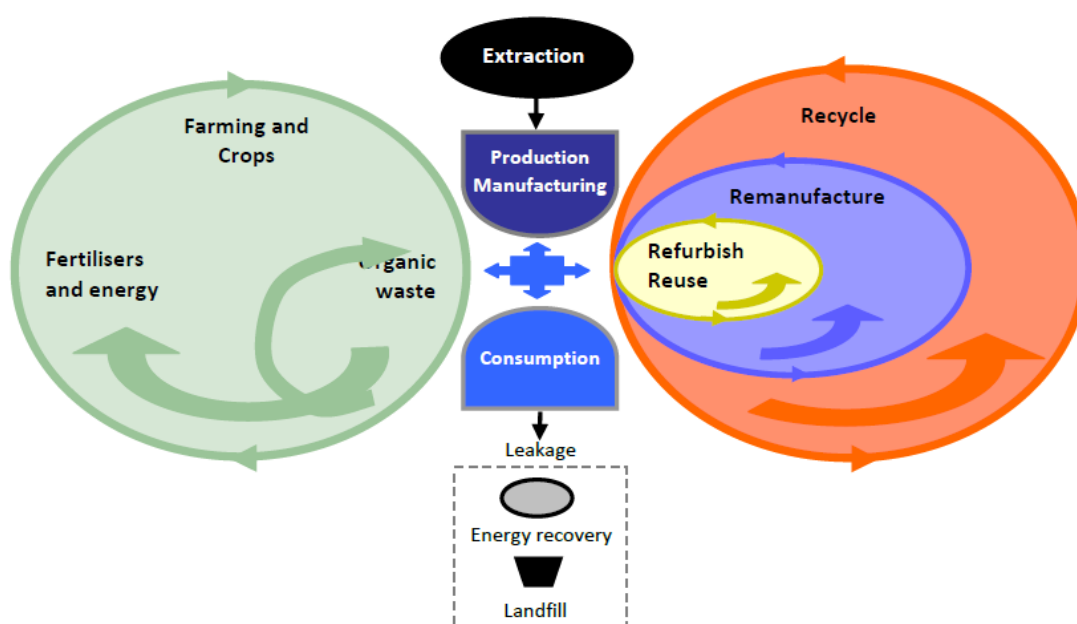 Extraction
Farming and
Crops
Recycle
Production
Manufacturing
Remanufacture
Fertilisers
and energy
Organic
waste
Refurbish
Reuse
Consumption
Leakage
Energy recovery
Landfill